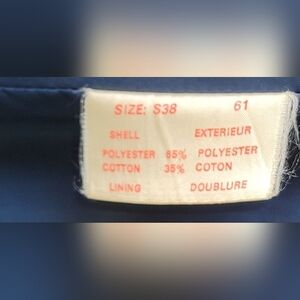 SIZE: S38 61
SHELL EXTERIEUR
POLYESTER 65% POLYESTER
COTTON 35% COTON
LINING DOUBLURE